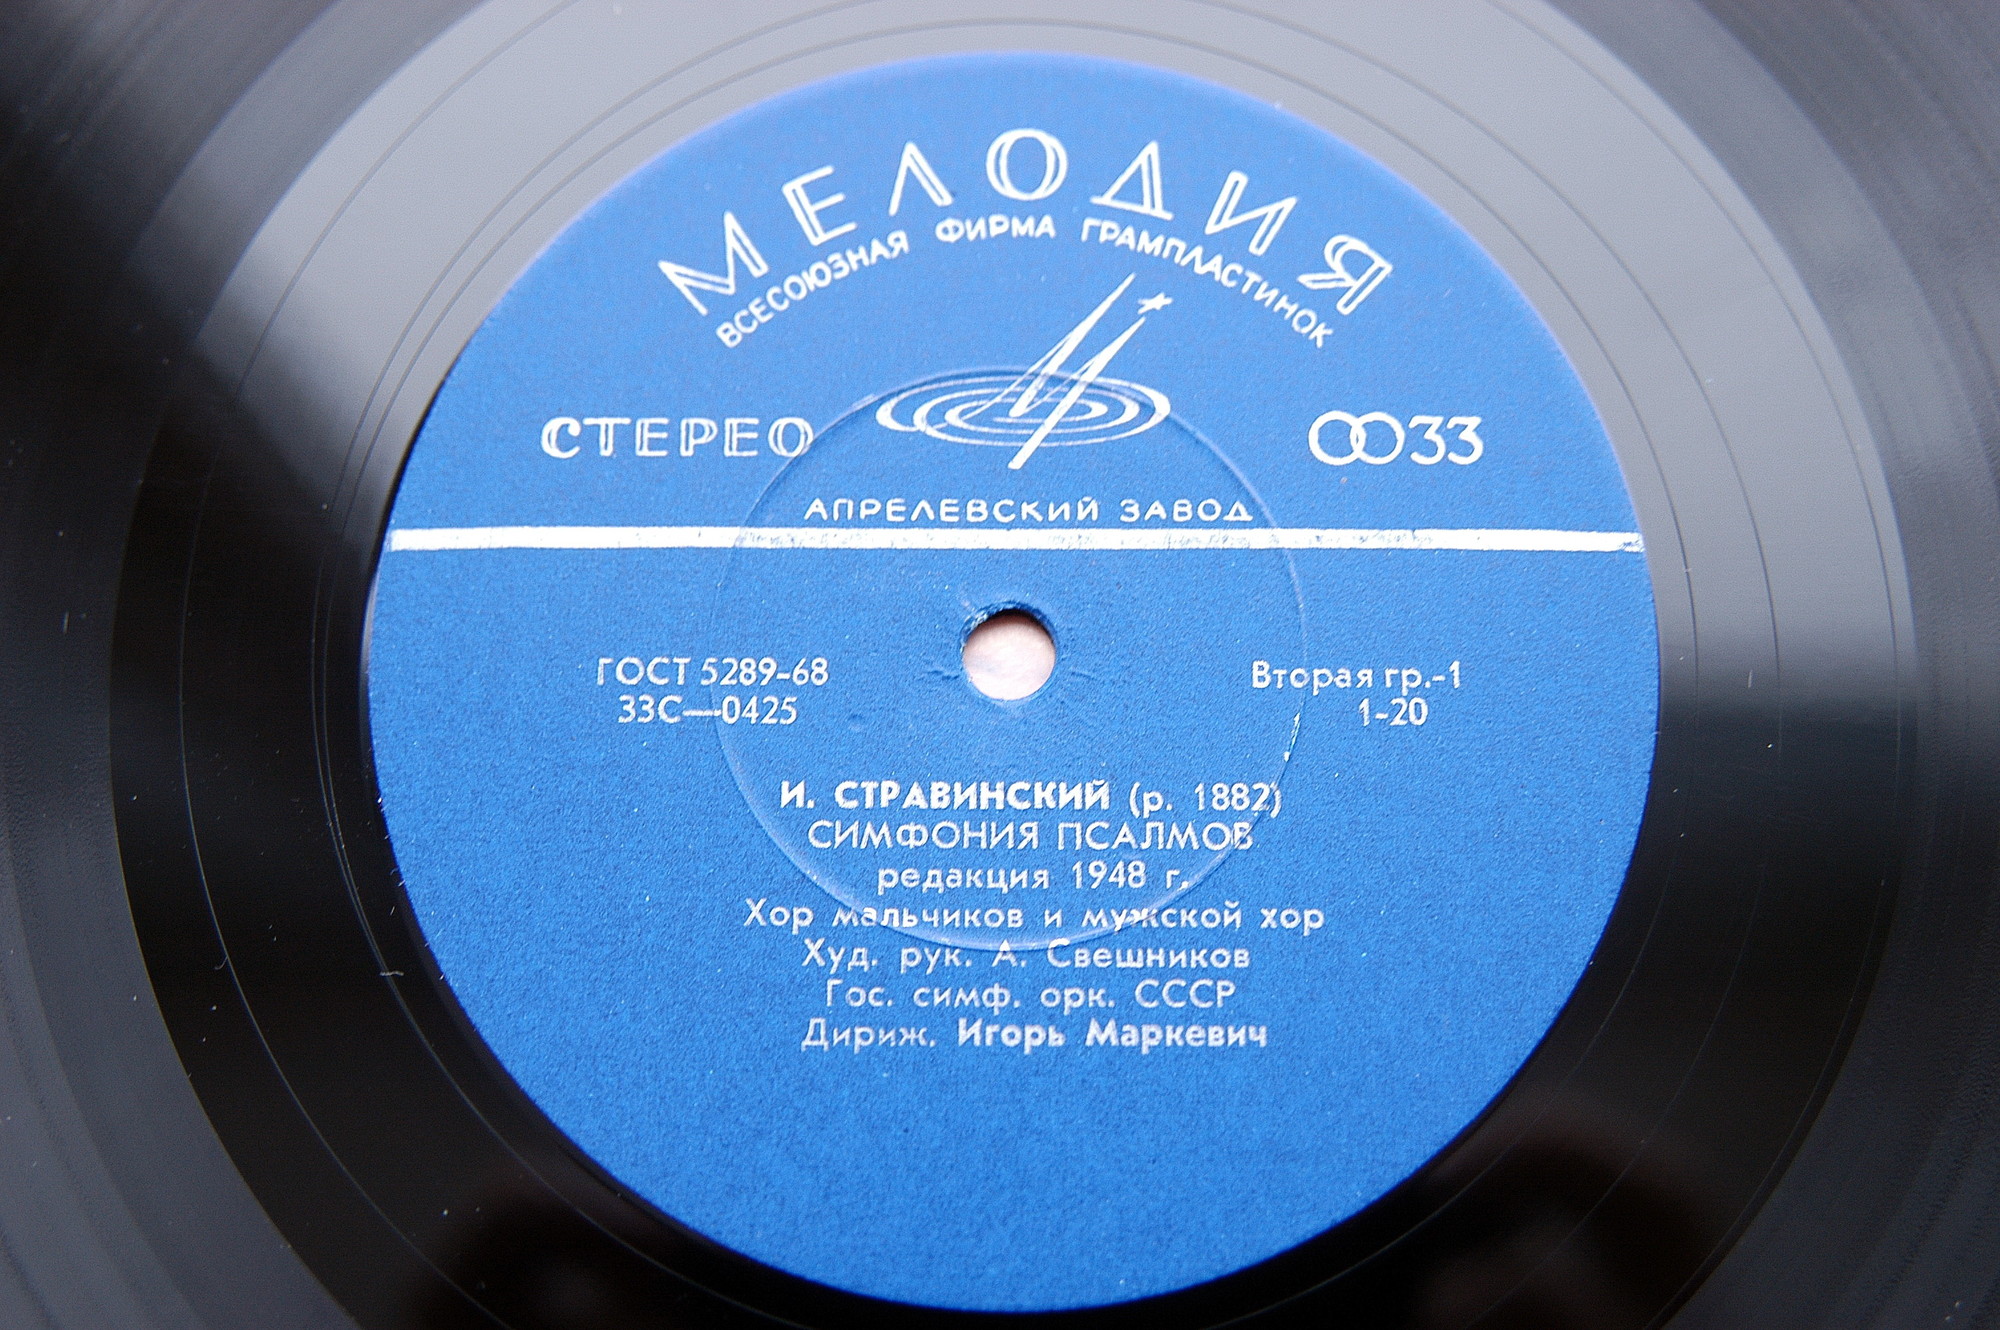 МЕЛОДИЯ
ВСЕСОЮЗНАЯ ФИРМА ГРАМПЛАСТИНОК
СТЕРЕО
33
АПРЕЛЕВСКИЙ ЗАВОД
ГОСТ 5289-68
33С—0425
Вторая гр.-1
1-20
И. СТРАВИНСКИЙ (р. 1882)
СИМФОНИЯ ПСАЛМОВ
редакция 1948 г.
Хор мальчиков и мужской хор
Худ. рук. А. Свешников
Гос. симф. орк. СССР
Дириж. Игорь Маркевич